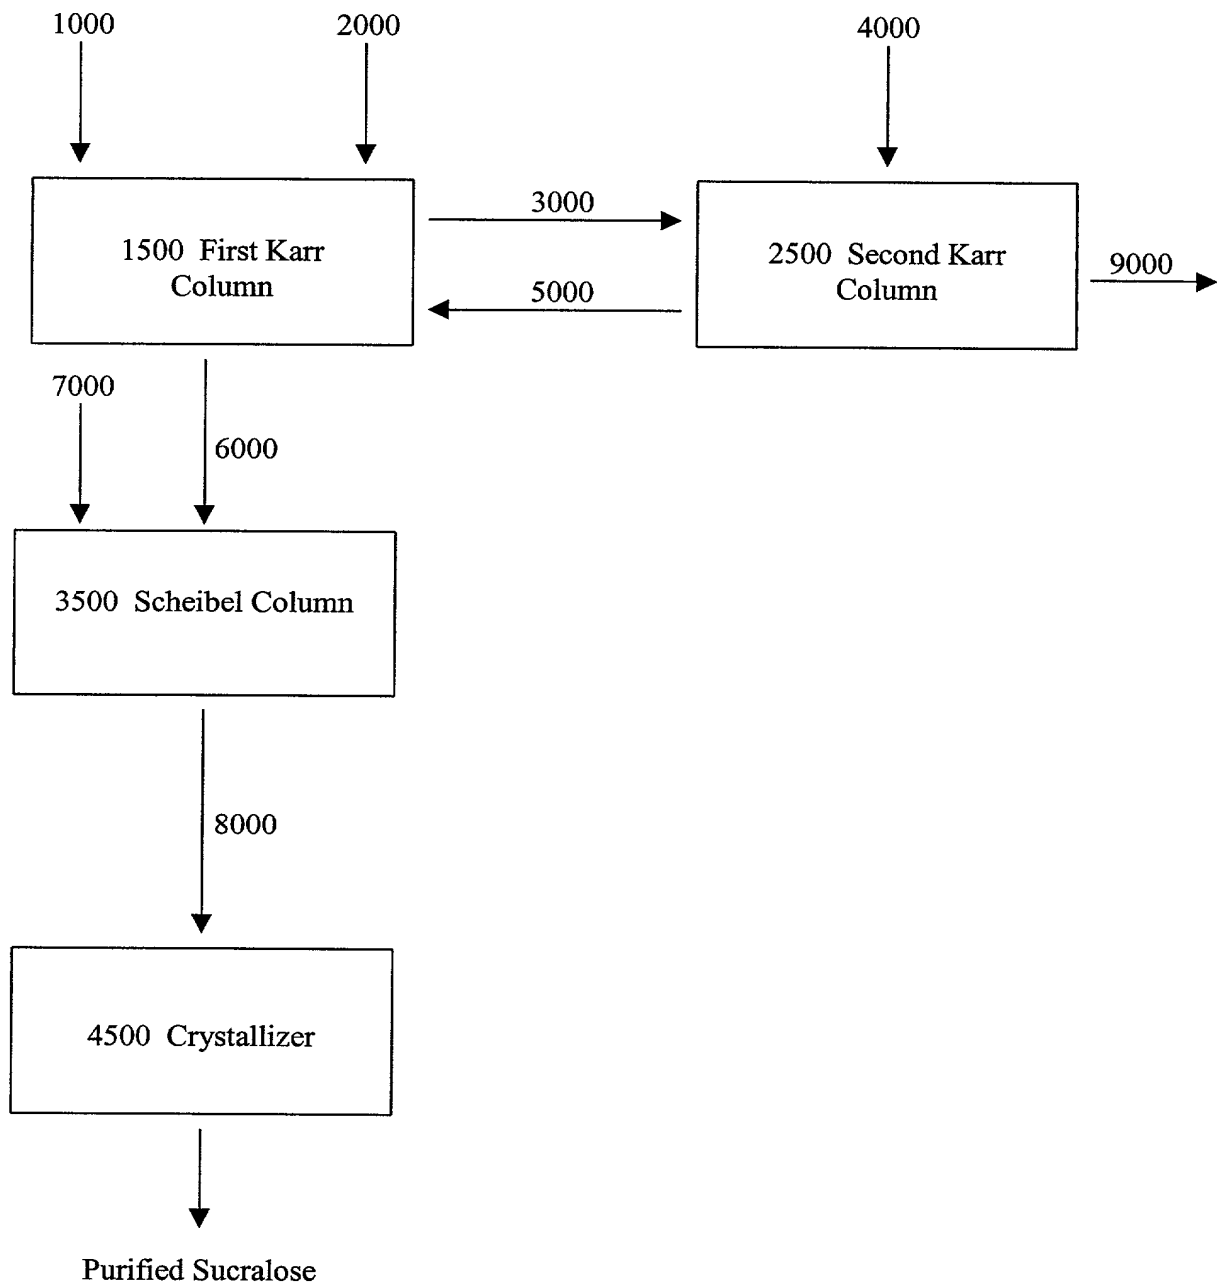 1000
2000
4000
1500 First Karr
Column
3000
5000
2500 Second Karr
Column
9000
7000
6000
3500 Scheibel Column
8000
4500 Crystallizer
Purified Sucralose